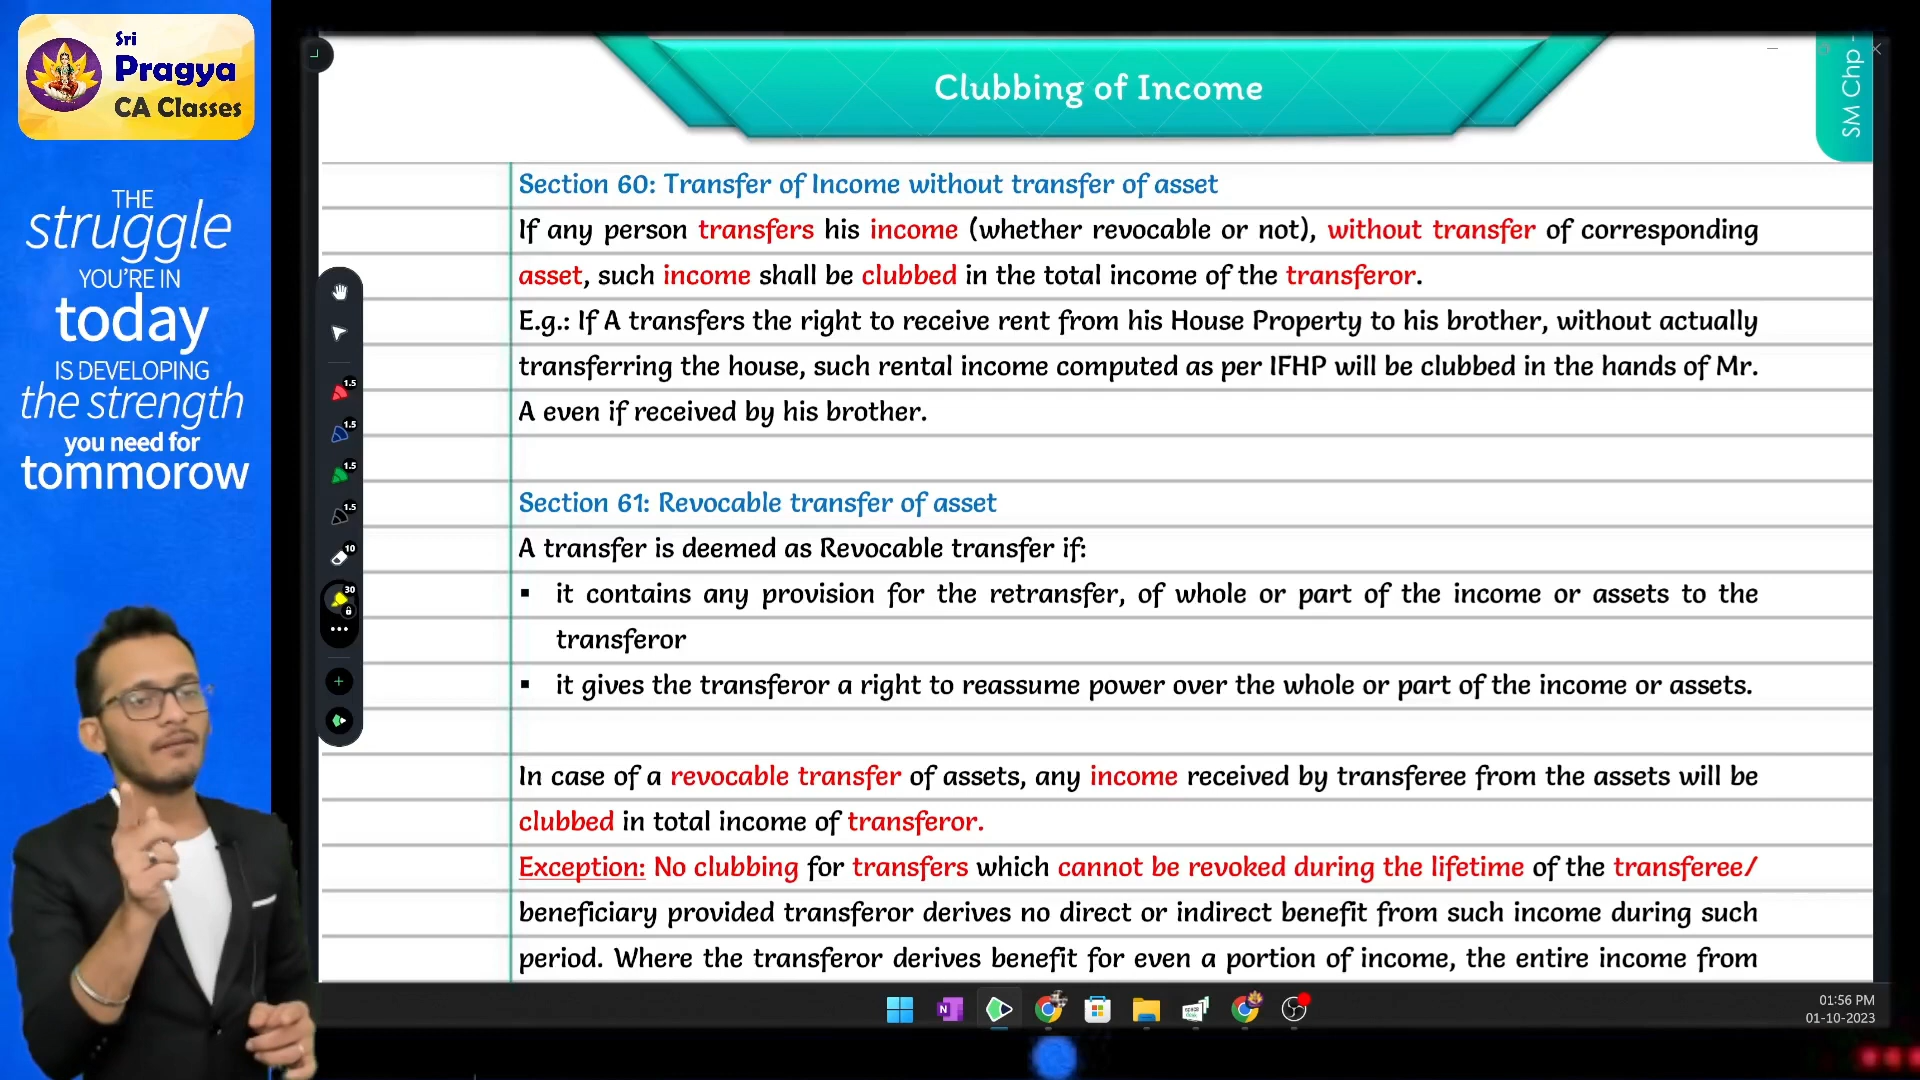 Sri
Pragya
CA Classes
THE
struggle
YOU'RE IN
today
IS DEVELOPING
the strength
you need for
tommorow
Clubbing of Income
SM Chp -
Section 60: Transfer of Income without transfer of asset
If any person transfers his income (whether revocable or not), without transfer of corresponding
asset, such income shall be clubbed in the total income of the transferor.
E.g.: If A transfers the right to receive rent from his House Property to his brother, without actually
transferring the house, such rental income computed as per IFHP will be clubbed in the hands of Mr.
A even if received by his brother.
Section 61: Revocable transfer of asset
A transfer is deemed as Revocable transfer if:
▪ it contains any provision for the retransfer, of whole or part of the income or assets to the
transferor
▪ it gives the transferor a right to reassume power over the whole or part of the income or assets.
In case of a revocable transfer of assets, any income received by transferee from the assets will be
clubbed in total income of transferor.
Exception: No clubbing for transfers which cannot be revoked during the lifetime of the transferee/
beneficiary provided transferor derives no direct or indirect benefit from such income during such
period. Where the transferor derives benefit for even a portion of income, the entire income from
1.5
1.5
1.5
1.5
10
30
01:56 PM
01-10-2023